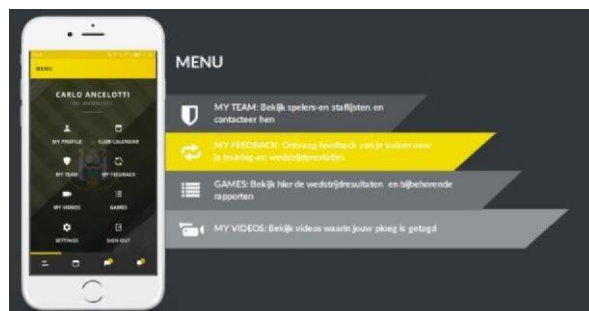 MENU
CARLO ANCELOTTI
MY PROFILE
CLUB CALENDAR
MY TEAM
MY FEEDBACK
MY VIDEOS
GAMES
SETTINGS
SIGN OUT
MENU
MY TEAM: Bekijk spelers-en staflijsten en
contacteer hen
MY FEEDBACK: Ontvang feedback van je trainer over
je training-en wedstrijdprestaties
GAMES: Bekijk hier de wedstrijdresultaten en bijbehorende
rapporten
MY VIDEOS: Bekijk videos waarin jouw ploeg is getagd